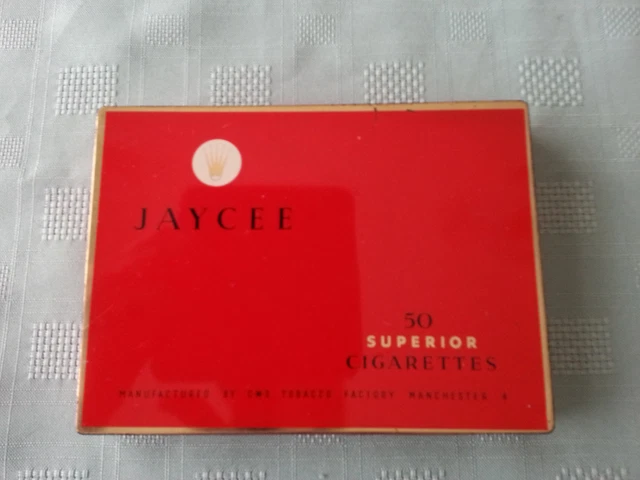 JAYCEE
50
SUPERIOR
CIGARETTES
MANUFACTURED BY CWS TOBACCO FACTORY MANCHESTER 4